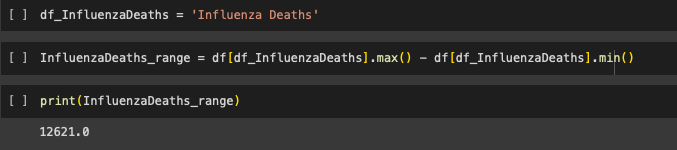 [ ] df_InfluenzaDeaths = 'Influenza Deaths'
[ ] InfluenzaDeaths_range = df[df_InfluenzaDeaths].max() - df[df_InfluenzaDeaths].min()
[ ] print(InfluenzaDeaths_range)
12621.0